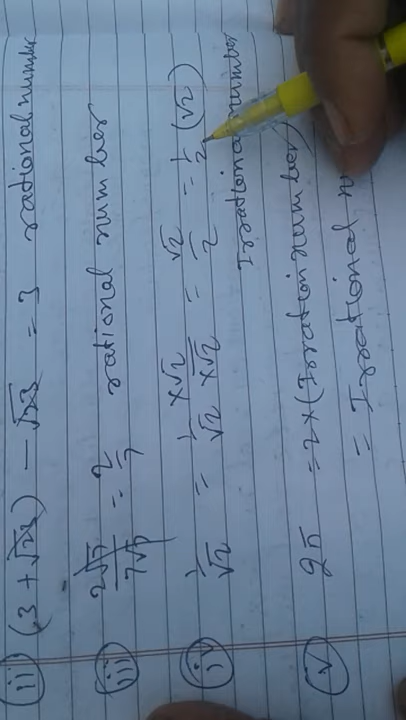 (ii) (3 + √23) - √23 = 3 rational number
(iii) 2√7 / 7√7 = 2/7 rational number
(iv) 1/√2 = 1/√2 ×√2/×√2 = √2/2 = 1/2 (√2)
Irrational number
(v) 2π = 2×(Irration number)
= Irrational